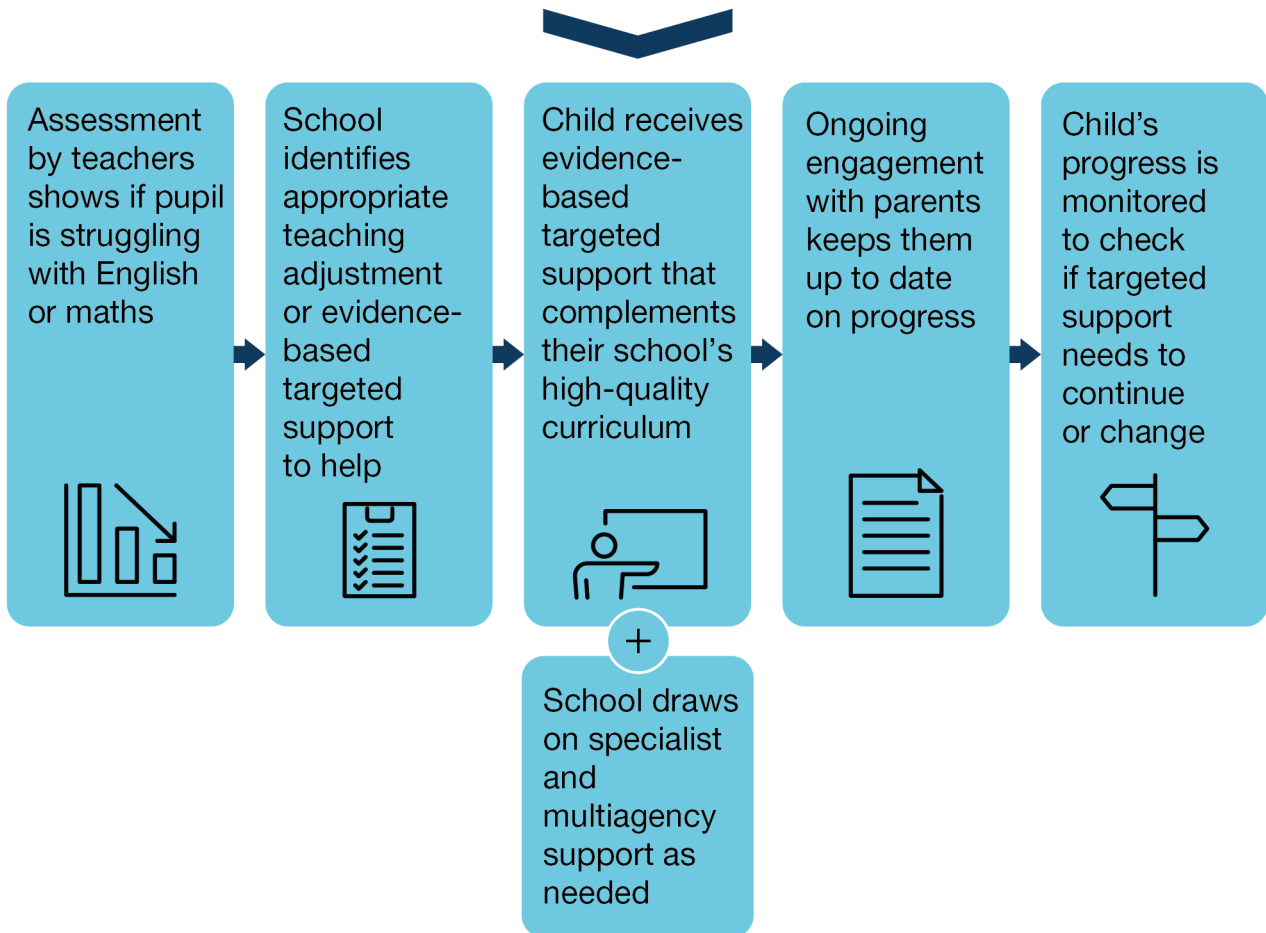 Assessment
by teachers
shows if pupil
is struggling
with English
or maths
School
identifies
appropriate
teaching
adjustment
or evidence-
based
targeted
support
to help
Child receives
evidence-
based
targeted
support that
complements
their school's
high-quality
curriculum
+
School draws
on specialist
and
multiagency
support as
needed
Ongoing
engagement
with parents
keeps them
up to date
on progress
Child's
progress is
monitored
to check
if targeted
support
needs to
continue
or change